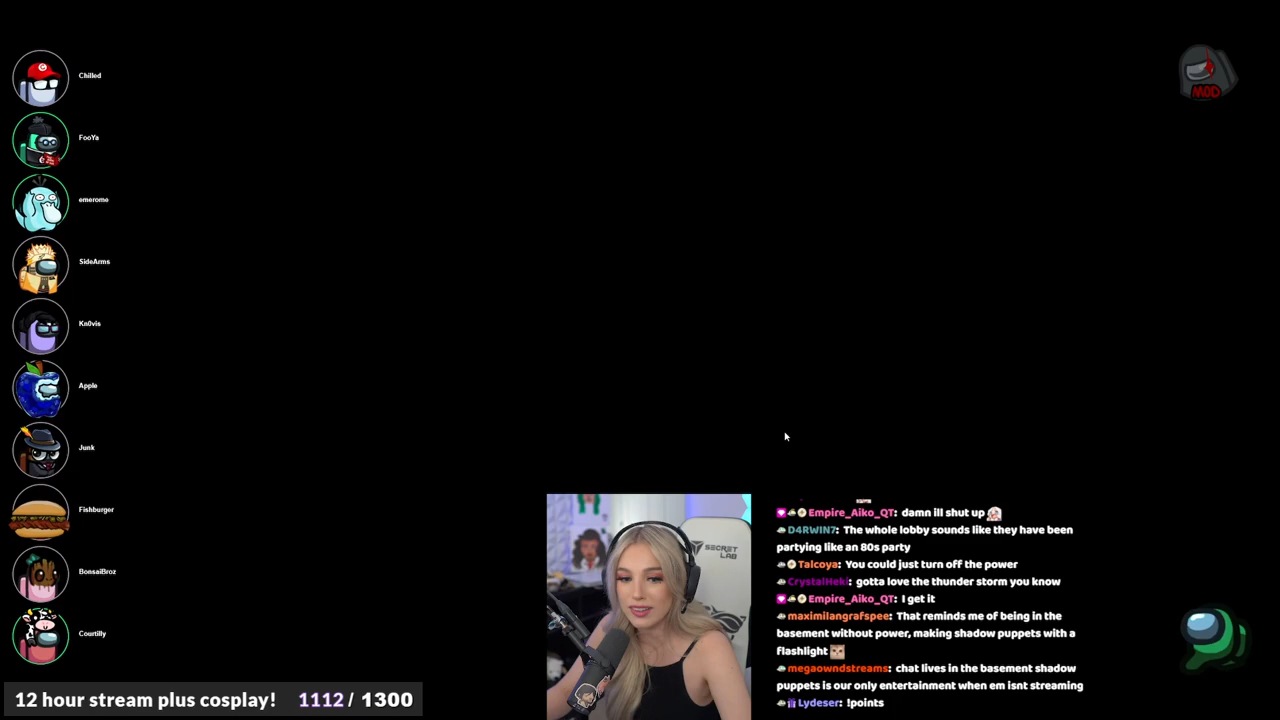 Chilled
FooYa
emerome
SideArms
Kn0vis
Apple
Junk
Fishburger
BonsaiBroz
Courtilly
MOD
SECRET
LAB
Empire_Aiko_QT: damn ill shut up
D4RWIN7: The whole lobby sounds like they have been
partying like an 80s party
Talcoya: You could just turn off the power
CrystalHeki: gotta love the thunder storm you know
Empire_Aiko_QT: I get it
maximilangrafspee: That reminds me of being in the
basement without power, making shadow puppets with a
flashlight
megaowndstreams: chat lives in the basement shadow
puppets is our only entertainment when em isnt streaming
Lydeser: !points
12 hour stream plus cosplay! 1112 / 1300